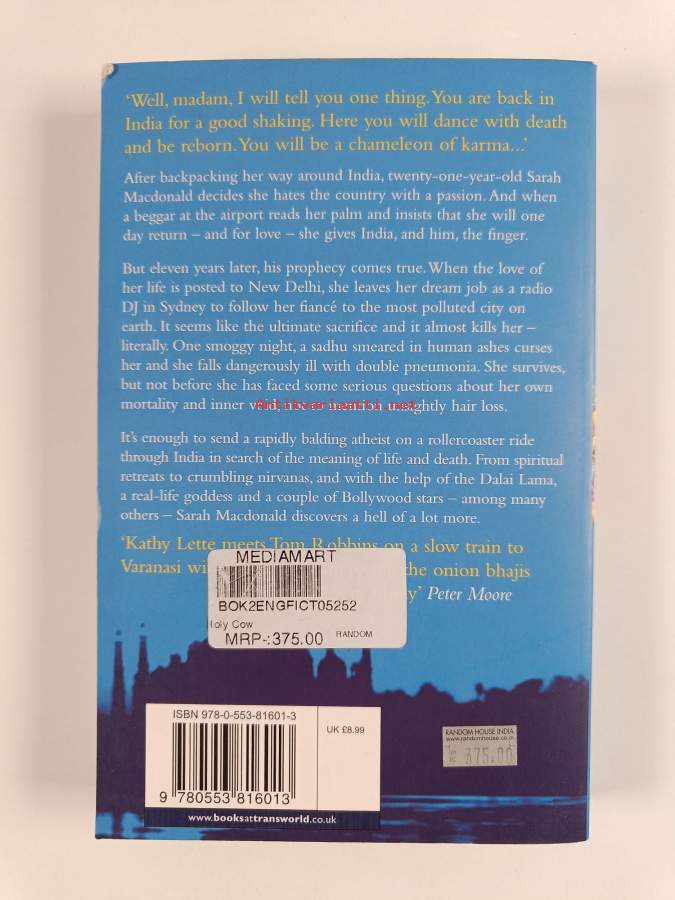 ‘Well, madam, I will tell you one thing. You are back in
India for a good shaking. Here you will dance with death
and be reborn. You will be a chameleon of karma...’
After backpacking her way around India, twenty-one-year-old Sarah
Macdonald decides she hates the country with a passion. And when
a beggar at the airport reads her palm and insists that she will one
day return – and for love – she gives India, and him, the finger.
But eleven years later, his prophecy comes true. When the love of
her life is posted to New Delhi, she leaves her dream job as a radio
DJ in Sydney to follow her fiancé to the most polluted city on
earth. It seems like the ultimate sacrifice and it almost kills her –
literally. One smoggy night, a sadhu smeared in human ashes curses
her and she falls dangerously ill with double pneumonia. She survives,
but not before she has faced some serious questions about her own
mortality and inner unsightly hair loss.
Antikvariaatti.net
It’s enough to send a rapidly balding atheist on a rollercoaster ride
through India in search of the meaning of life and death. From spiritual
retreats to crumbling nirvanas, and with the help of the Dalai Lama,
a real-life goddess and a couple of Bollywood stars – among many
others – Sarah Macdonald discovers a hell of a lot more.
‘Kathy Lette meets Tom Robbins on a slow train to
Varanasi the onion bhajis
’ Peter Moore
MEDIAMART
BOK2ENGFICT05252
Holy Cow
MRP-:375.00 RANDOM
ISBN 978-0-553-81601-3
UK £8.99
9 780553 816013
www.booksattransworld.co.uk
RANDOM HOUSE INDIA
www.randomhouse.co.in
RS 375.00